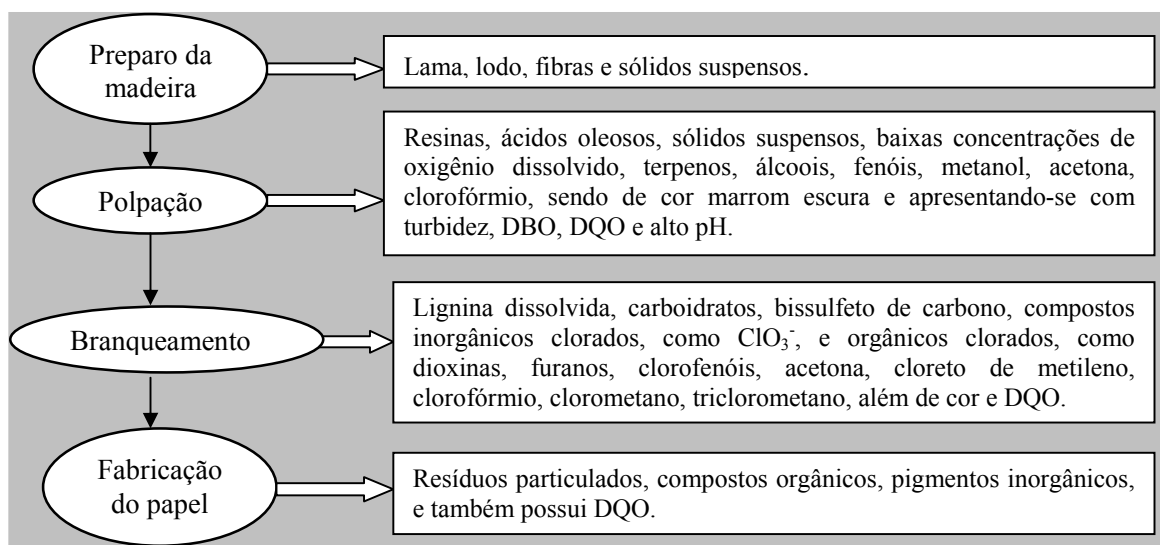 Preparo da
madeira
Lama, lodo, fibras e sólidos suspensos.
Polpação
Resinas, ácidos oleosos, sólidos suspensos, baixas concentrações de
oxigênio dissolvido, terpenos, álcoois, fenóis, metanol, acetona,
clorofórmio, sendo de cor marrom escura e apresentando-se com
turbidez, DBO, DQO e alto pH.
Branqueamento
Lignina dissolvida, carboidratos, bissulfeto de carbono, compostos
inorgânicos clorados, como ClO₃⁻, e orgânicos clorados, como
dioxinas, furanos, clorofenóis, acetona, cloreto de metileno,
clorofórmio, clorometano, triclorometano, além de cor e DQO.
Fabricação
do papel
Resíduos particulados, compostos orgânicos, pigmentos inorgânicos,
e também possui DQO.